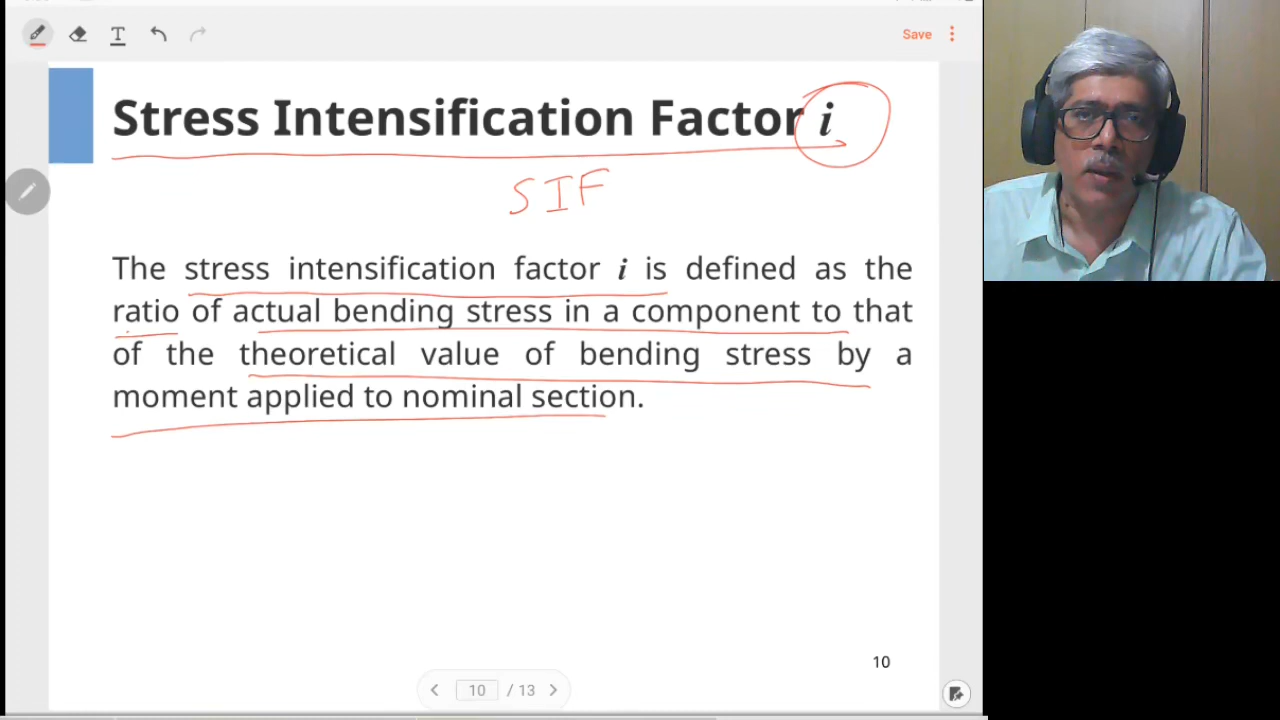 Save
Stress Intensification Factor i
SIF
The stress intensification factor i is defined as the
ratio of actual bending stress in a component to that
of the theoretical value of bending stress by a
moment applied to nominal section.
10
10 / 13